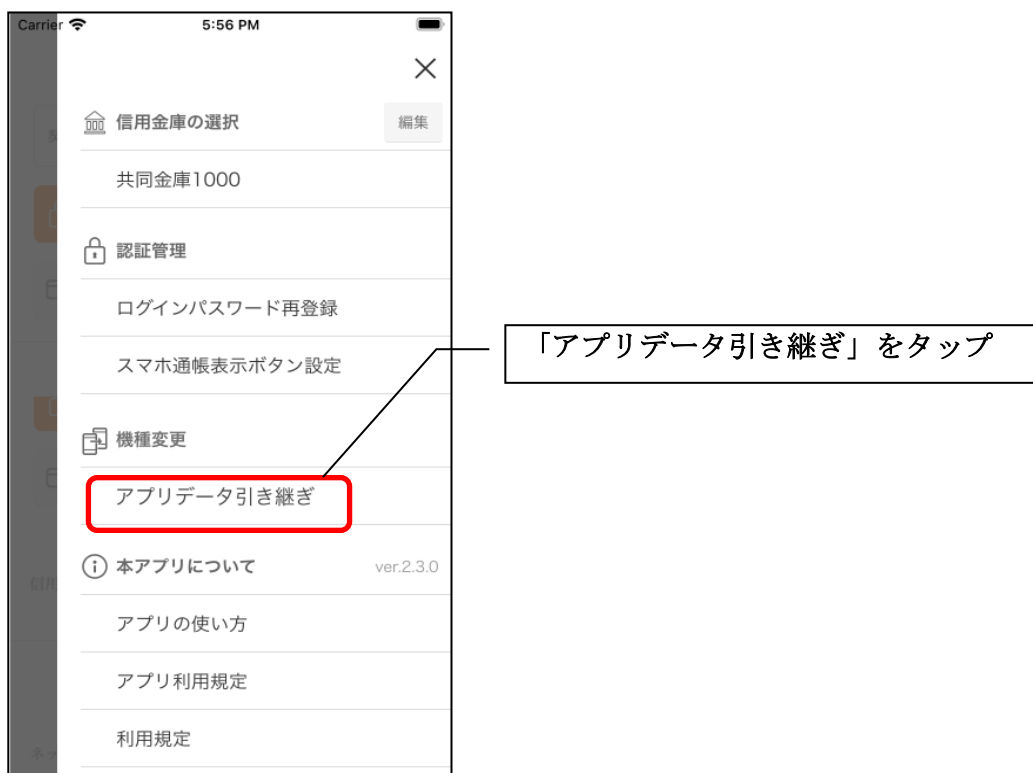 Carrier 5:56 PM
信用金庫の選択 編集
共同金庫1000
認証管理
ログインパスワード再登録
スマホ通帳表示ボタン設定
「アプリデータ引き継ぎ」をタップ
機種変更
アプリデータ引き継ぎ
本アプリについて ver.2.3.0
信用
アプリの使い方
アプリ利用規定
利用規定
ネッ